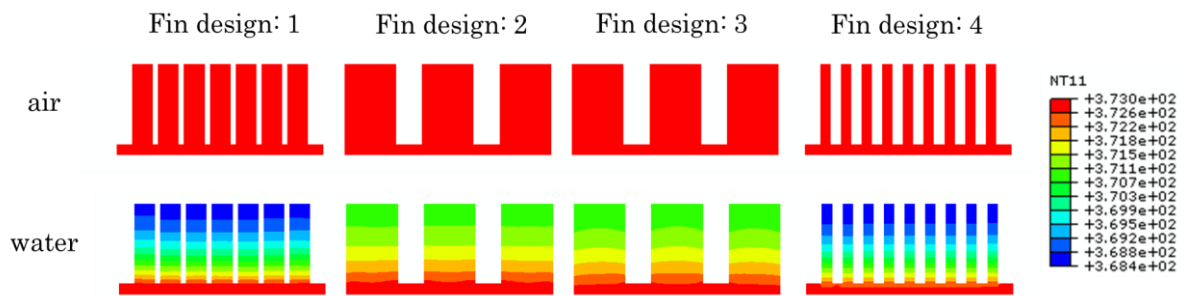 Fin design: 1
Fin design: 2
Fin design: 3
Fin design: 4
air
water
NT11
+3.730e+02
+3.726e+02
+3.722e+02
+3.718e+02
+3.715e+02
+3.711e+02
+3.707e+02
+3.703e+02
+3.699e+02
+3.695e+02
+3.692e+02
+3.688e+02
+3.684e+02